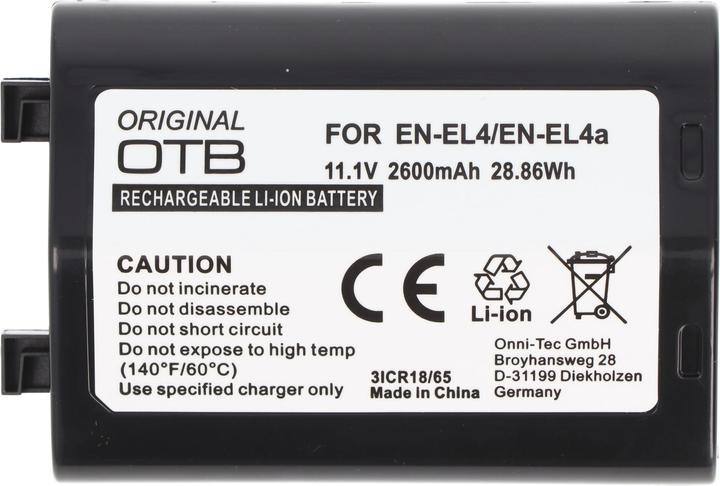 ORIGINAL
OTB
RECHARGEABLE LI-ION BATTERY
FOR EN-EL4/EN-EL4a
11.1V 2600mAh 28.86Wh
CAUTION
Do not incinerate
Do not disassemble
Do not short circuit
Do not expose to high temp
(140°F/60°C)
Use specified charger only
CE
Li-ion
3ICR18/65
Made in China
Onni-Tec GmbH
Broyhansweg 28
D-31199 Diekholzen
Germany